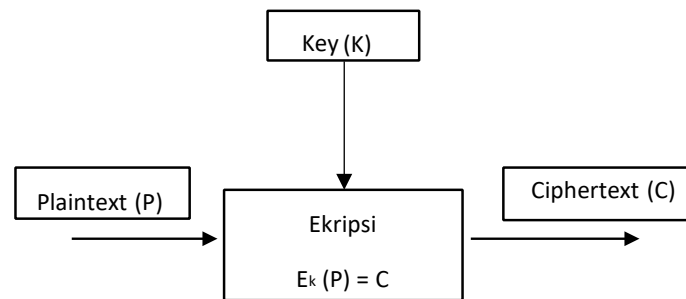 Key (K)
Plaintext (P)
Ciphertext (C)
Ekripsi
Ek (P) = C